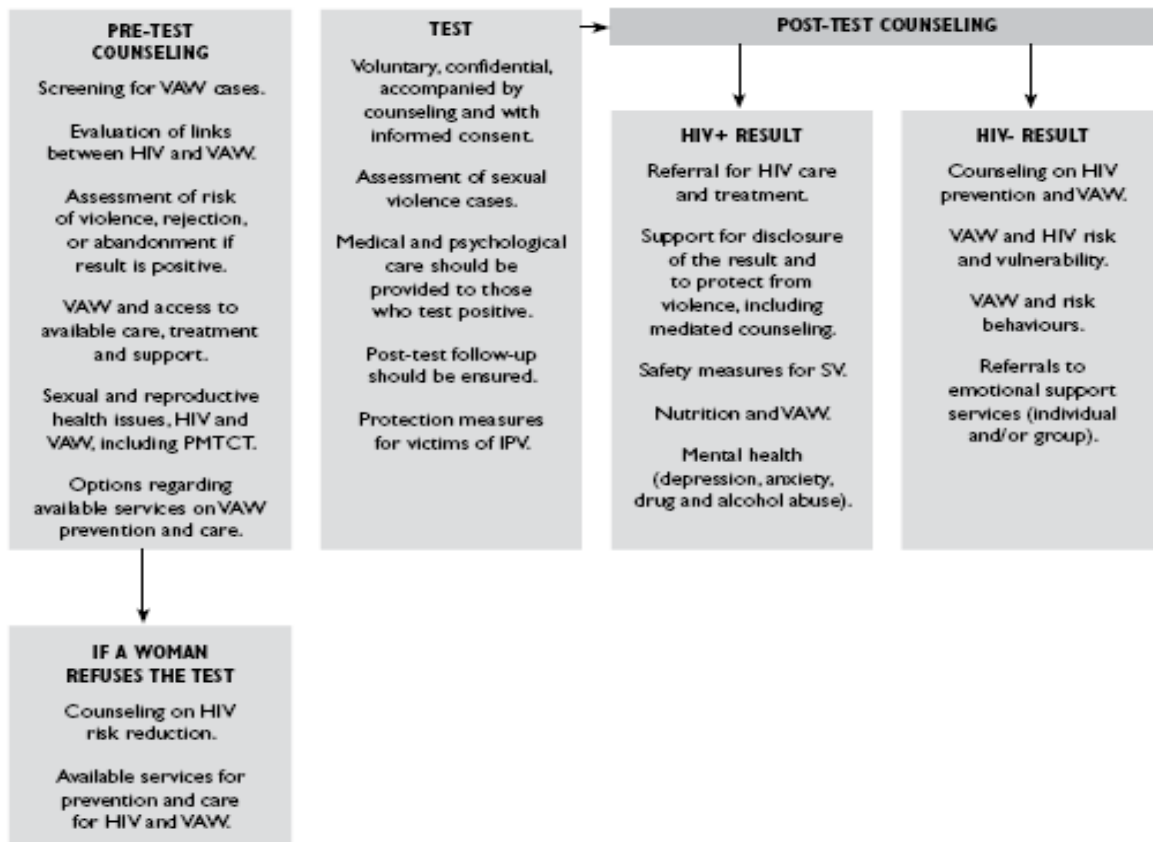 PRE-TEST
COUNSELING
Screening for VAW cases.
Evaluation of links
between HIV and VAW.
Assessment of risk
of violence, rejection,
or abandonment if
result is positive.
VAW and access to
available care, treatment
and support.
Sexual and reproductive
health issues, HIV and
VAW, including PMTCT.
Options regarding
available services on VAW
prevention and care.
IF A WOMAN
REFUSES THE TEST
Counseling on HIV
risk reduction.
Available services for
prevention and care
for HIV and VAW.
TEST
Voluntary, confidential,
accompanied by
counseling and with
informed consent.
Assessment of sexual
violence cases.
Medical and psychological
care should be
provided to those
who test positive.
Post-test follow-up
should be ensured.
Protection measures
for victims of IPV.
POST-TEST COUNSELING
HIV+ RESULT
Referral for HIV care
and treatment.
Support for disclosure
of the result and
to protect from
violence, including
mediated counseling.
Safety measures for SV.
Nutrition and VAW.
Mental health
(depression, anxiety,
drug and alcohol abuse).
HIV- RESULT
Counseling on HIV
prevention and VAW.
VAW and HIV risk
and vulnerability.
VAW and risk
behaviours.
Referrals to
emotional support
services (individual
and/or group).